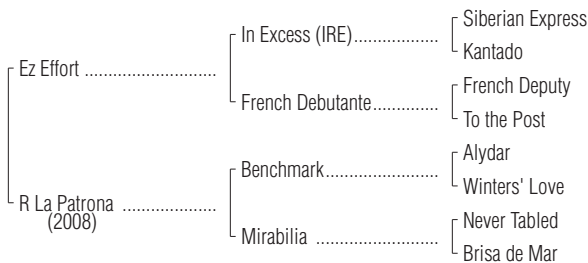 Siberian Express
In Excess (IRE)
Kantado
Ez Effort
French Deputy
French Debutante
To the Post
Alydar
Benchmark
Winters' Love
R La Patrona
(2008)
Never Tabled
Mirabilia
Brisa de Mar